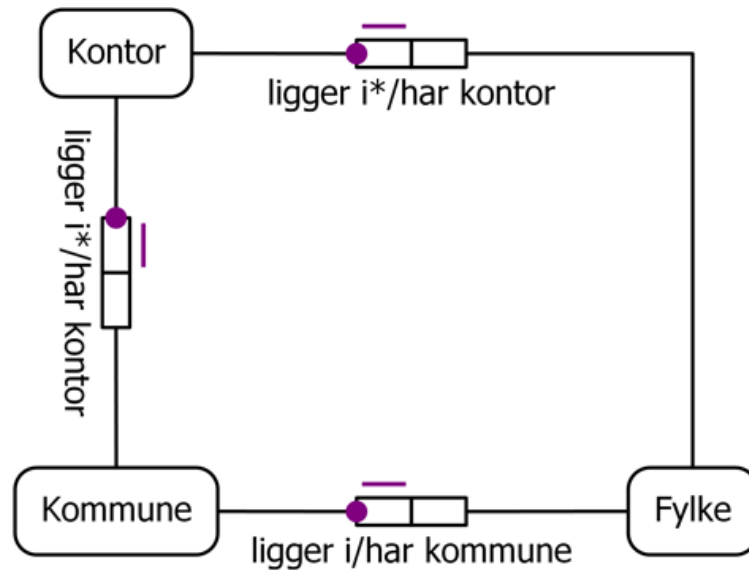 Kontor
ligger i*/har kontor
ligger i*/har kontor
Kommune
ligger i/har kommune
Fylke